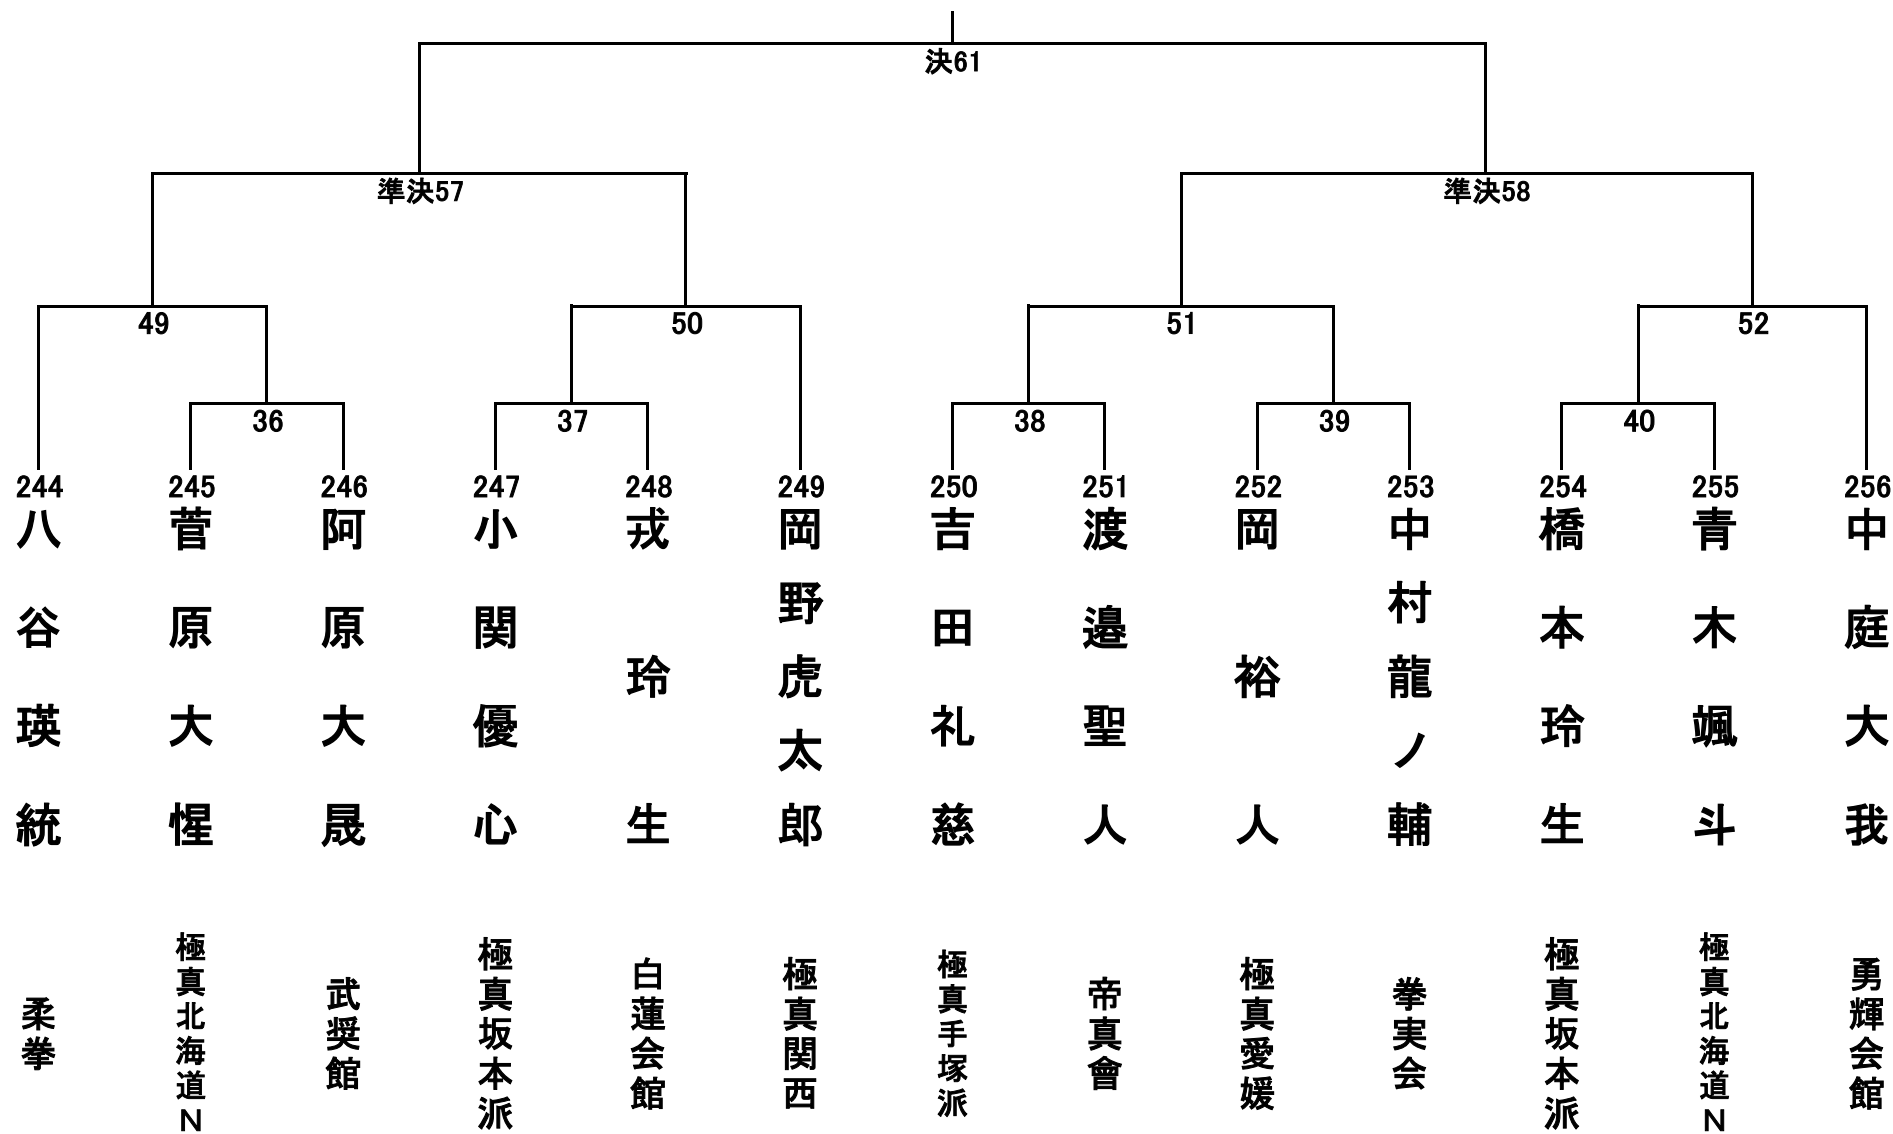 決61
準決57
準決58
49
50
51
52
36
37
38
39
40
244
245
246
247
248
249
250
251
252
253
254
255
256
八谷瑛統
菅原大惺
阿原大晟
小関優心
戎玲生
岡野虎太郎
吉田礼慈
渡邉聖人
岡裕人
中村龍ノ輔
橋本玲生
青木颯斗
中庭大我
柔拳
極真北海道N
武奨館
極真坂本派
白蓮会館
極真関西
極真手塚派
帝真會
極真愛媛
拳実会
極真坂本派
極真北海道N
勇輝会館